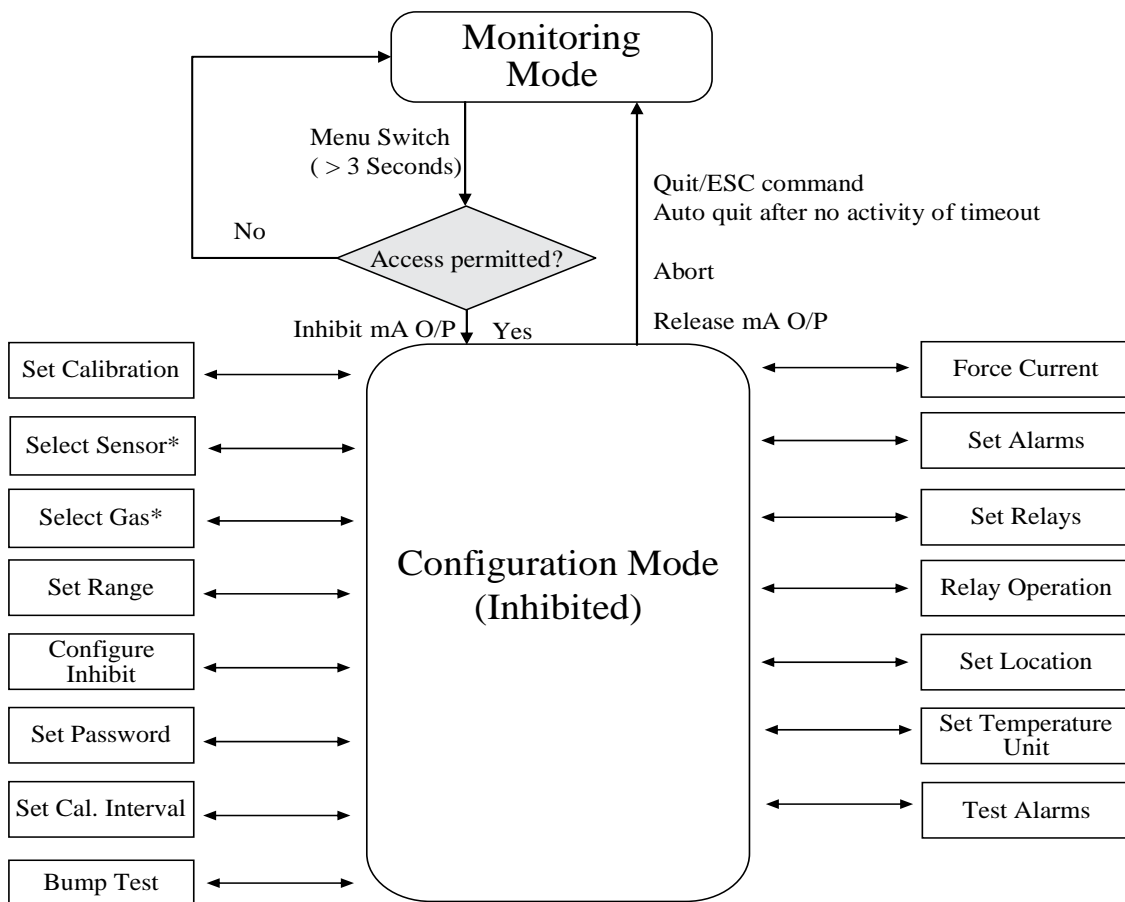 Monitoring
Mode
Menu Switch
( > 3 Seconds)
Quit/ESC command
Auto quit after no activity of timeout
No
Access permitted?
Abort
Inhibit mA O/P
Yes
Release mA O/P
Set Calibration
Select Sensor*
Select Gas*
Set Range
Configure
Inhibit
Set Password
Set Cal. Interval
Bump Test
Configuration Mode
(Inhibited)
Force Current
Set Alarms
Set Relays
Relay Operation
Set Location
Set Temperature
Unit
Test Alarms